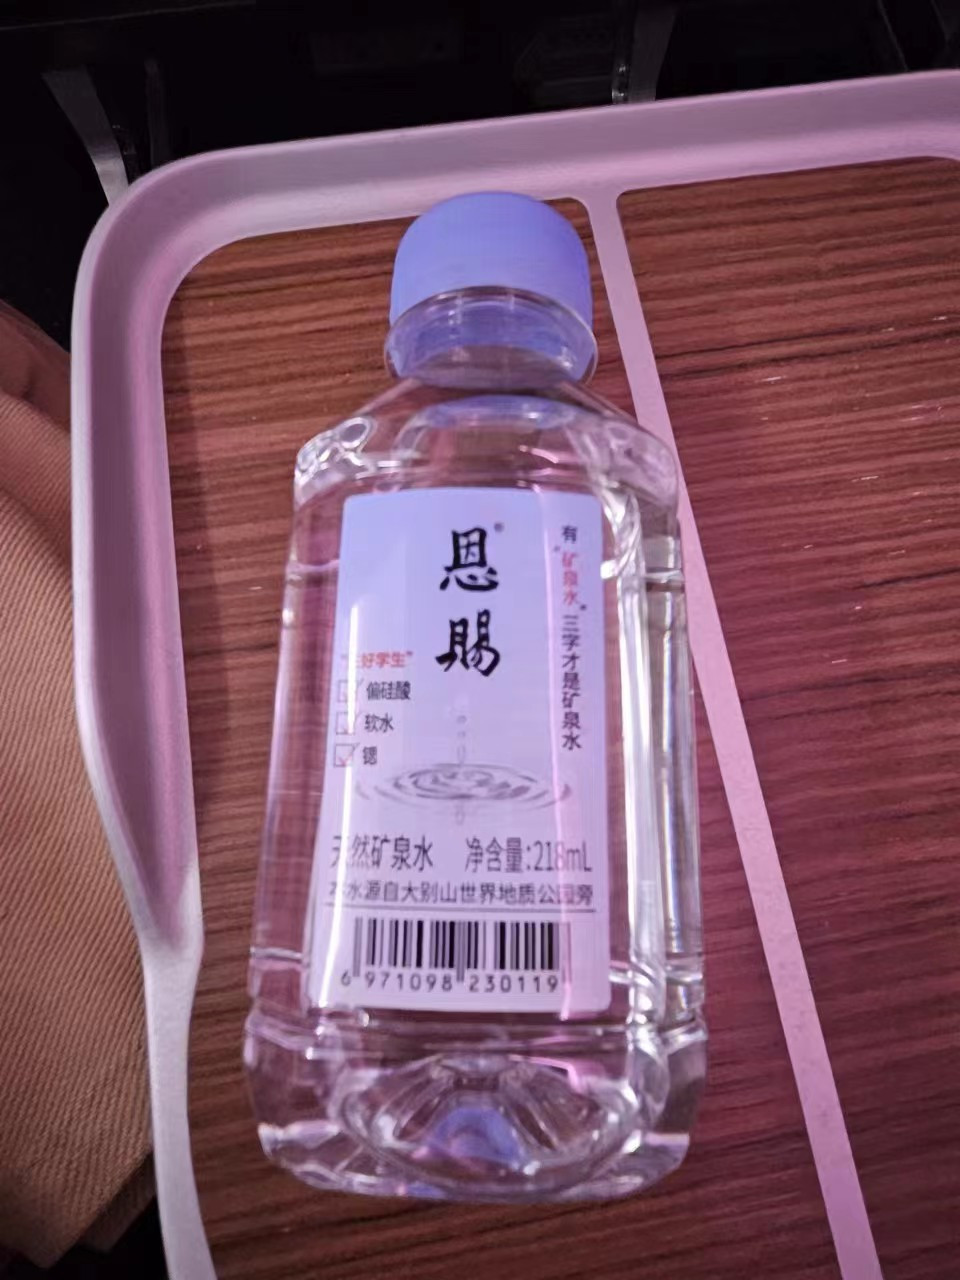 恩賜®
有"矿泉水"三字才是矿泉水
"三好学生"
偏硅酸
软水
锶
天然矿泉水 净含量:218mL
本水源自大别山世界地质公园旁
6 971098 230119